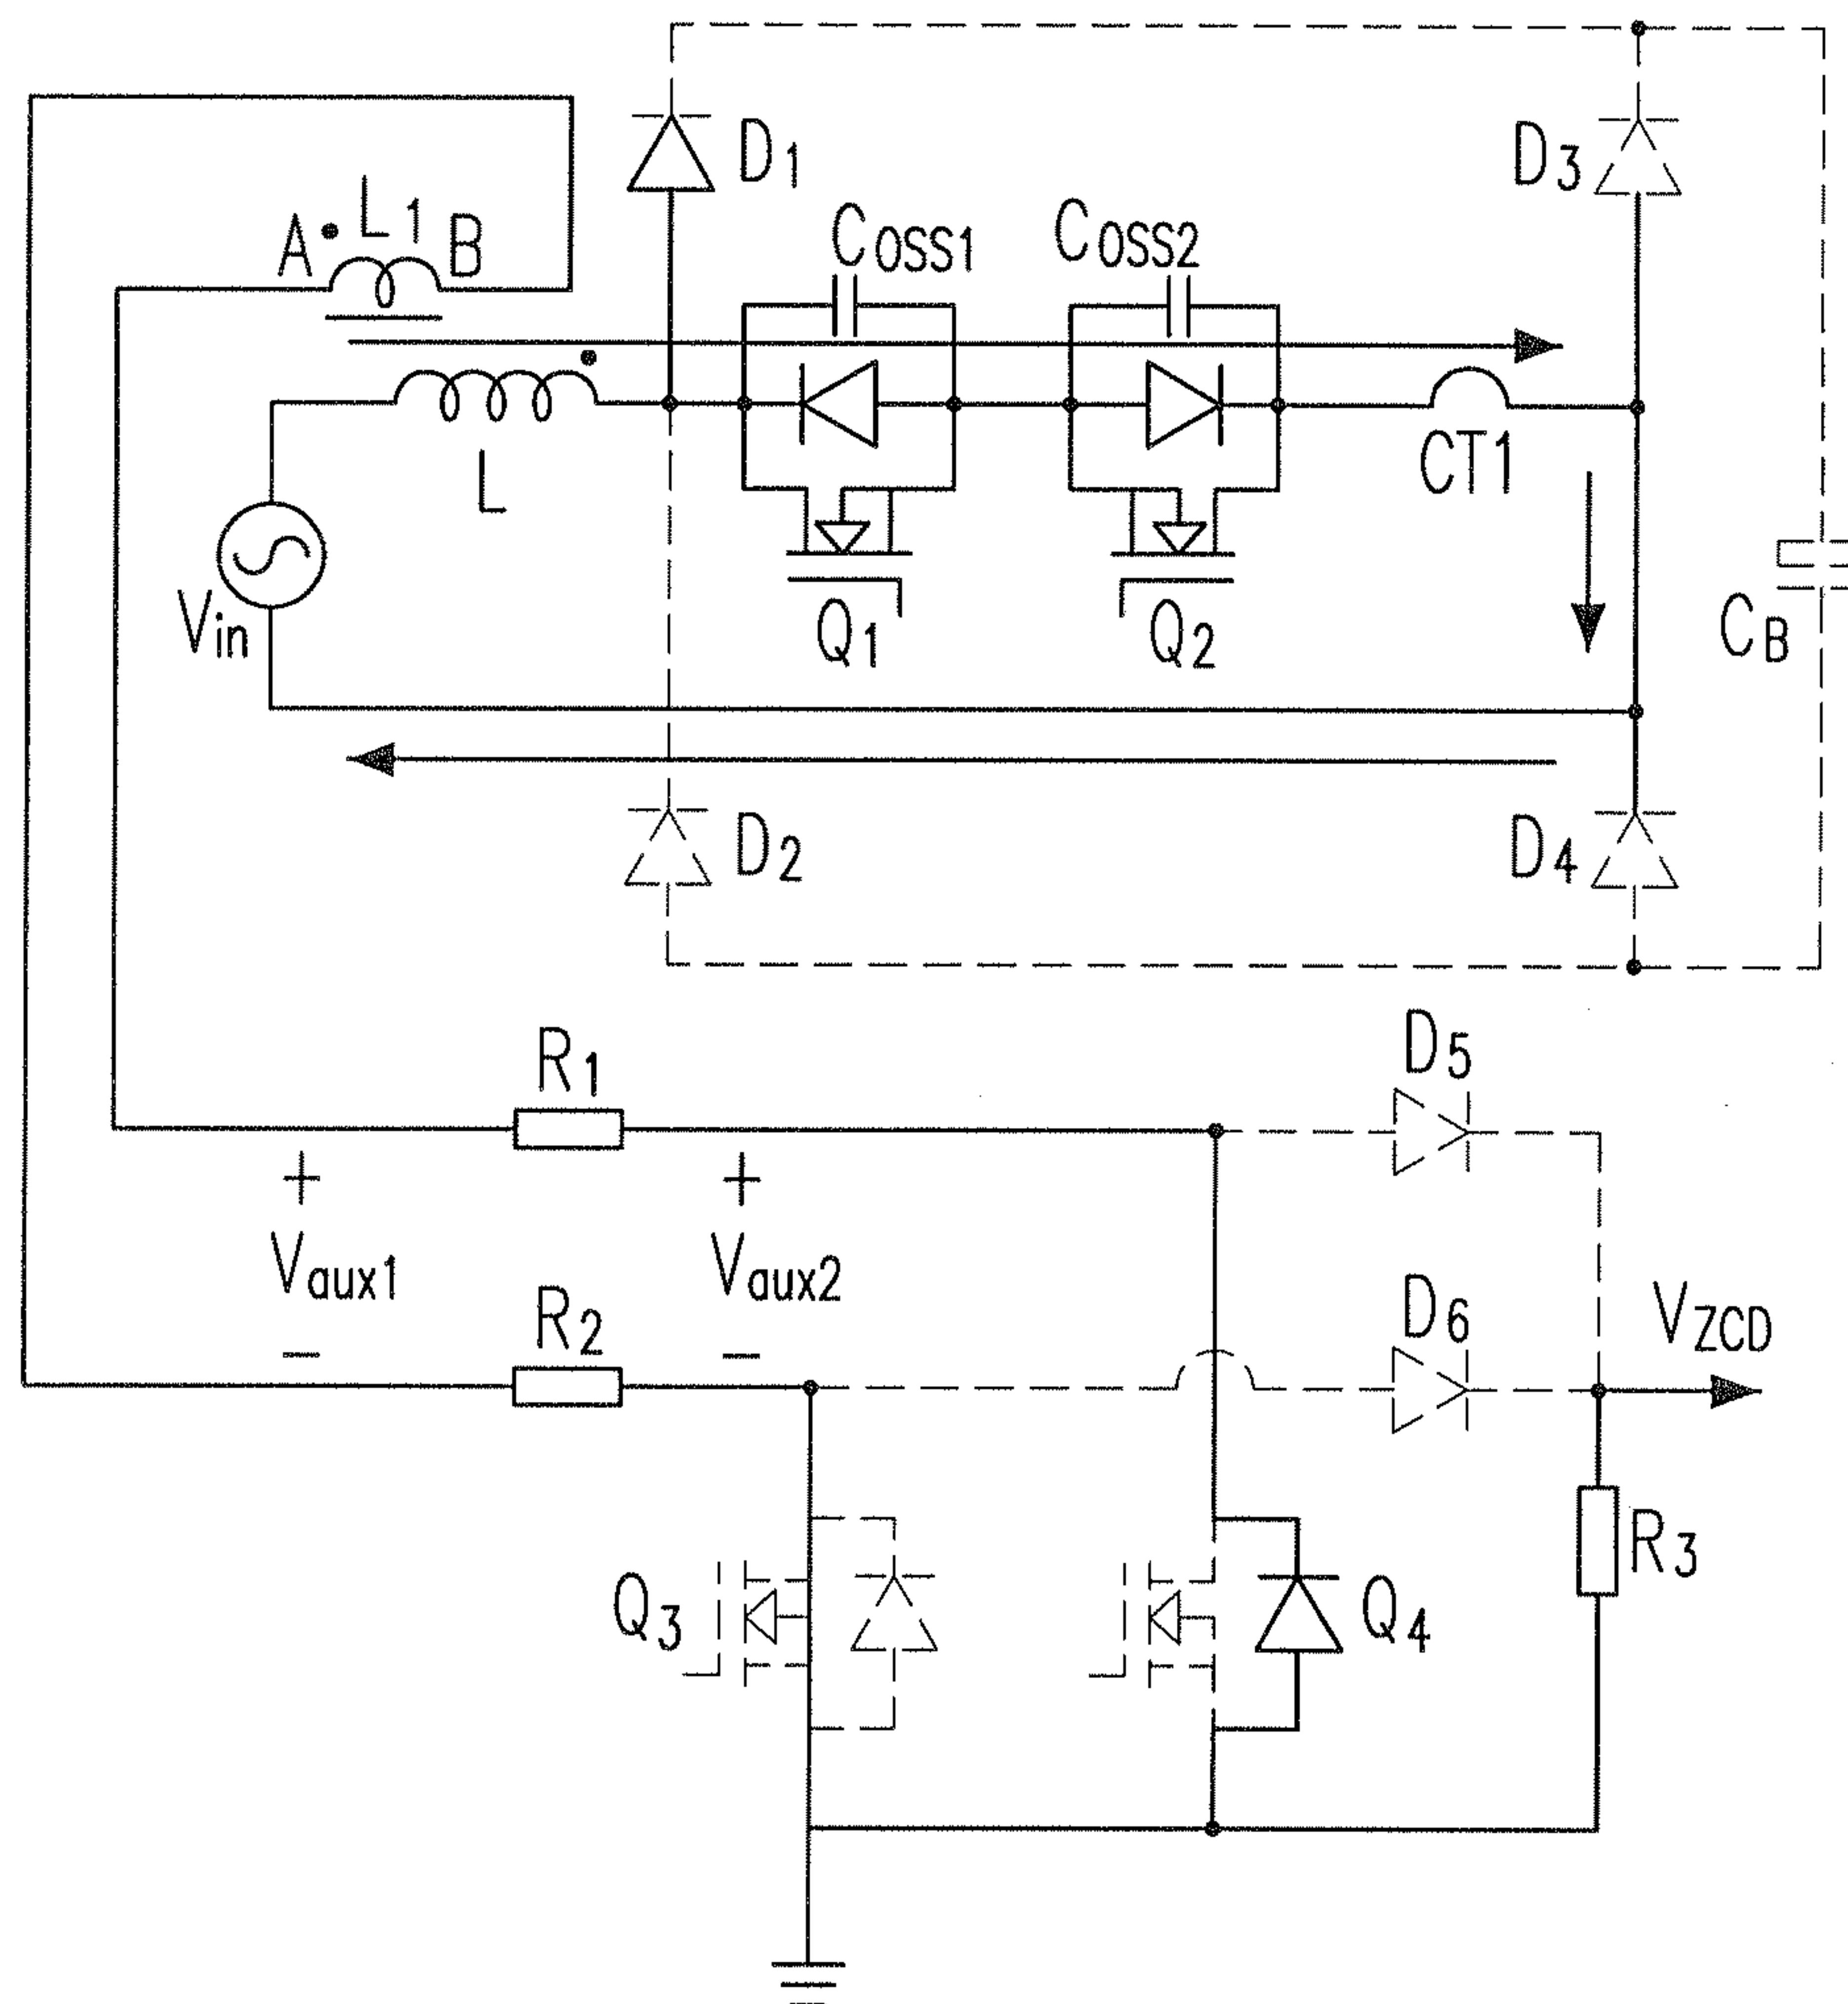 D1
D3
A L1 B
COSS1
COSS2
L
CT1
Vin
Q1
Q2
CB
D2
D4
R1
D5
+
+
Vaux1
Vaux2
R2
D6
VZCD
−
−
Q3
Q4
R3